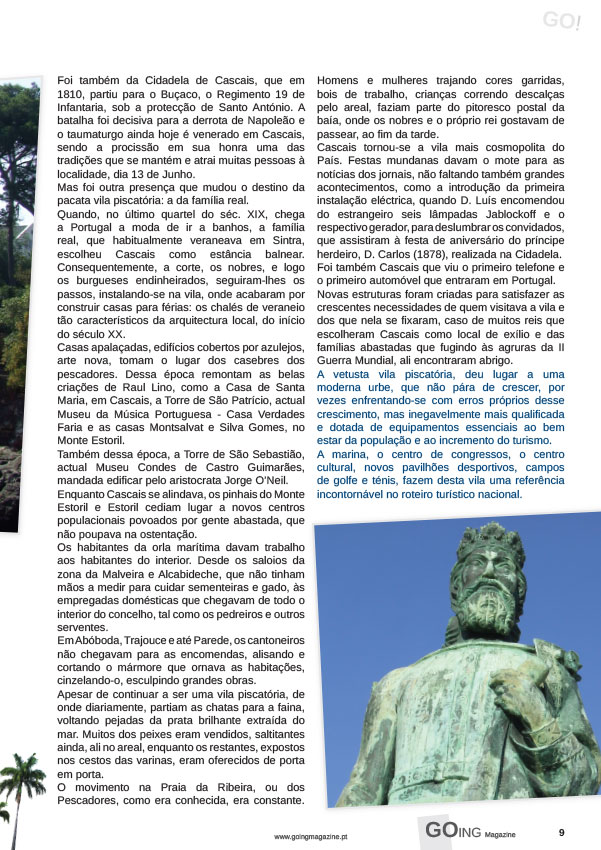 GO!
Foi também da Cidadela de Cascais, que em
1810, partiu para o Buçaco, o Regimento 19 de
Infantaria, sob a protecção de Santo António. A
batalha foi decisiva para a derrota de Napoleão e
o taumaturgo ainda hoje é venerado em Cascais,
sendo a procissão em sua honra uma das
tradições que se mantém e atrai muitas pessoas à
localidade, dia 13 de Junho.
Mas foi outra presença que mudou o destino da
pacata vila piscatória: a da família real.
Quando, no último quartel do séc. XIX, chega
a Portugal a moda de ir a banhos, a família
real, que habitualmente veraneava em Sintra,
escolheu Cascais como estância balnear.
Consequentemente, a corte, os nobres, e logo
os burgueses endinheirados, seguiram-lhes os
passos, instalando-se na vila, onde acabaram por
construir casas para férias: os chalés de veraneio
tão característicos da arquitectura local, do início
do século XX.
Casas apalaçadas, edifícios cobertos por azulejos,
arte nova, tomam o lugar dos casebres dos
pescadores. Dessa época remontam as belas
criações de Raul Lino, como a Casa de Santa
Maria, em Cascais, a Torre de São Patrício, actual
Museu da Música Portuguesa - Casa Verdades
Faria e as casas Montsalvat e Silva Gomes, no
Monte Estoril.
Também dessa época, a Torre de São Sebastião,
actual Museu Condes de Castro Guimarães,
mandada edificar pelo aristocrata Jorge O'Neil.
Enquanto Cascais se alindava, os pinhais do Monte
Estoril e Estoril cediam lugar a novos centros
populacionais povoados por gente abastada, que
não poupava na ostentação.
Os habitantes da orla marítima davam trabalho
aos habitantes do interior. Desde os saloios da
zona da Malveira e Alcabideche, que não tinham
mãos a medir para cuidar sementeiras e gado, às
empregadas domésticas que chegavam de todo o
interior do concelho, tal como os pedreiros e outros
serventes.
Em Abóboda, Trajouce e até Parede, os cantoneiros
não chegavam para as encomendas, alisando e
cortando o mármore que ornava as habitações,
cinzelando-o, esculpindo grandes obras.
Apesar de continuar a ser uma vila piscatória, de
onde diariamente, partiam as chatas para a faina,
voltando pejadas da prata brilhante extraída do
mar. Muitos dos peixes eram vendidos, saltitantes
ainda, ali no areal, enquanto os restantes, expostos
nos cestos das varinas, eram oferecidos de porta
em porta.
O movimento na Praia da Ribeira, ou dos
Pescadores, como era conhecida, era constante.
Homens e mulheres trajando cores garridas,
bois de trabalho, crianças correndo descalças
pelo areal, faziam parte do pitoresco postal da
baía, onde os nobres e o próprio rei gostavam de
passear, ao fim da tarde.
Cascais tornou-se a vila mais cosmopolita do
País. Festas mundanas davam o mote para as
notícias dos jornais, não faltando também grandes
acontecimentos, como a introdução da primeira
instalação eléctrica, quando D. Luís encomendou
do estrangeiro seis lâmpadas Jablockoff e o
respectivo gerador, para deslumbrar os convidados,
que assistiram à festa de aniversário do príncipe
herdeiro, D. Carlos (1878), realizada na Cidadela.
Foi também Cascais que viu o primeiro telefone e
o primeiro automóvel que entraram em Portugal.
Novas estruturas foram criadas para satisfazer as
crescentes necessidades de quem visitava a vila e
dos que nela se fixaram, caso de muitos reis que
escolheram Cascais como local de exílio e das
famílias abastadas que fugindo às agruras da II
Guerra Mundial, ali encontraram abrigo.
A vetusta vila piscatória, deu lugar a uma
moderna urbe, que não pára de crescer, por
vezes enfrentando-se com erros próprios desse
crescimento, mas inegavelmente mais qualificada
e dotada de equipamentos essenciais ao bem
estar da população e ao incremento do turismo.
A marina, o centro de congressos, o centro
cultural, novos pavilhões desportivos, campos
de golfe e ténis, fazem desta vila uma referência
incontornável no roteiro turístico nacional.
www.goingmagazine.pt
GOING Magazine
9